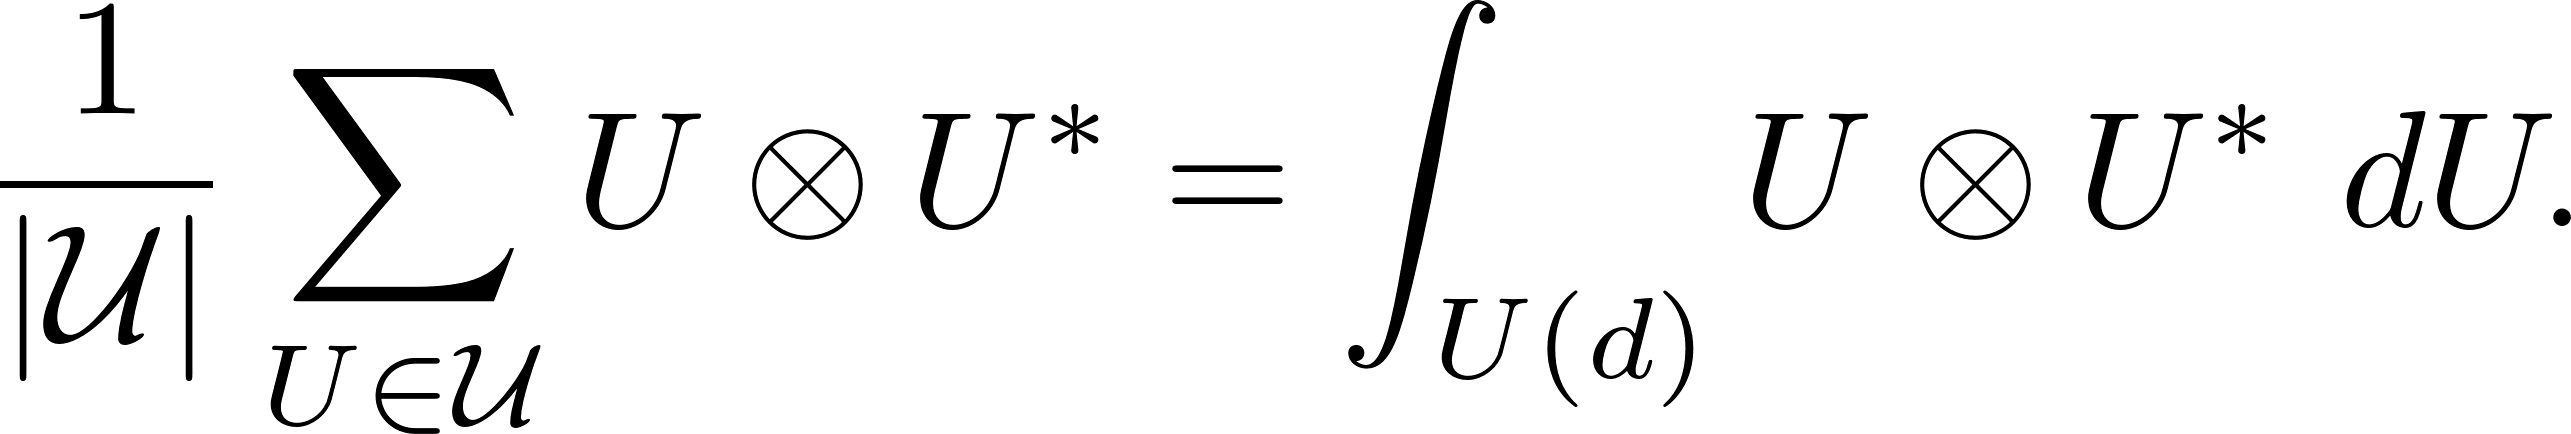 \frac{1}{|\mathcal{U}|} \sum_{U \in \mathcal{U}} U \otimes U^* = \int_{U(d)} U \otimes U^* \; dU.